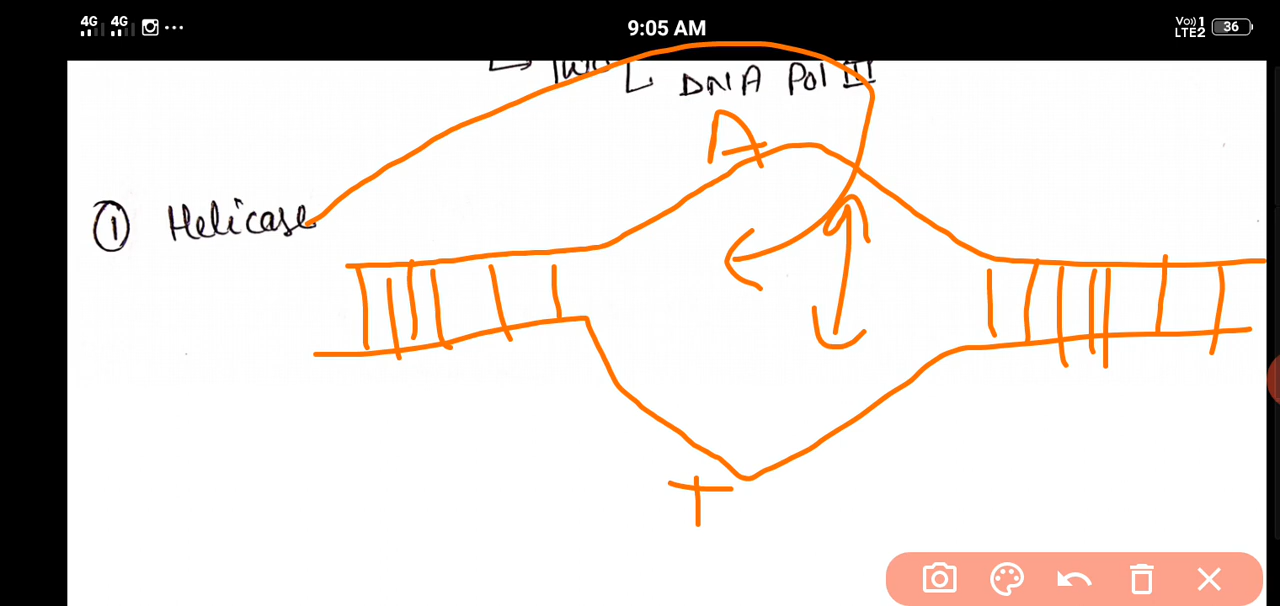 4G 4G
9:05 AM
Vo)) 1
LTE2
36
DNA Pol III
A
① Helicase
T